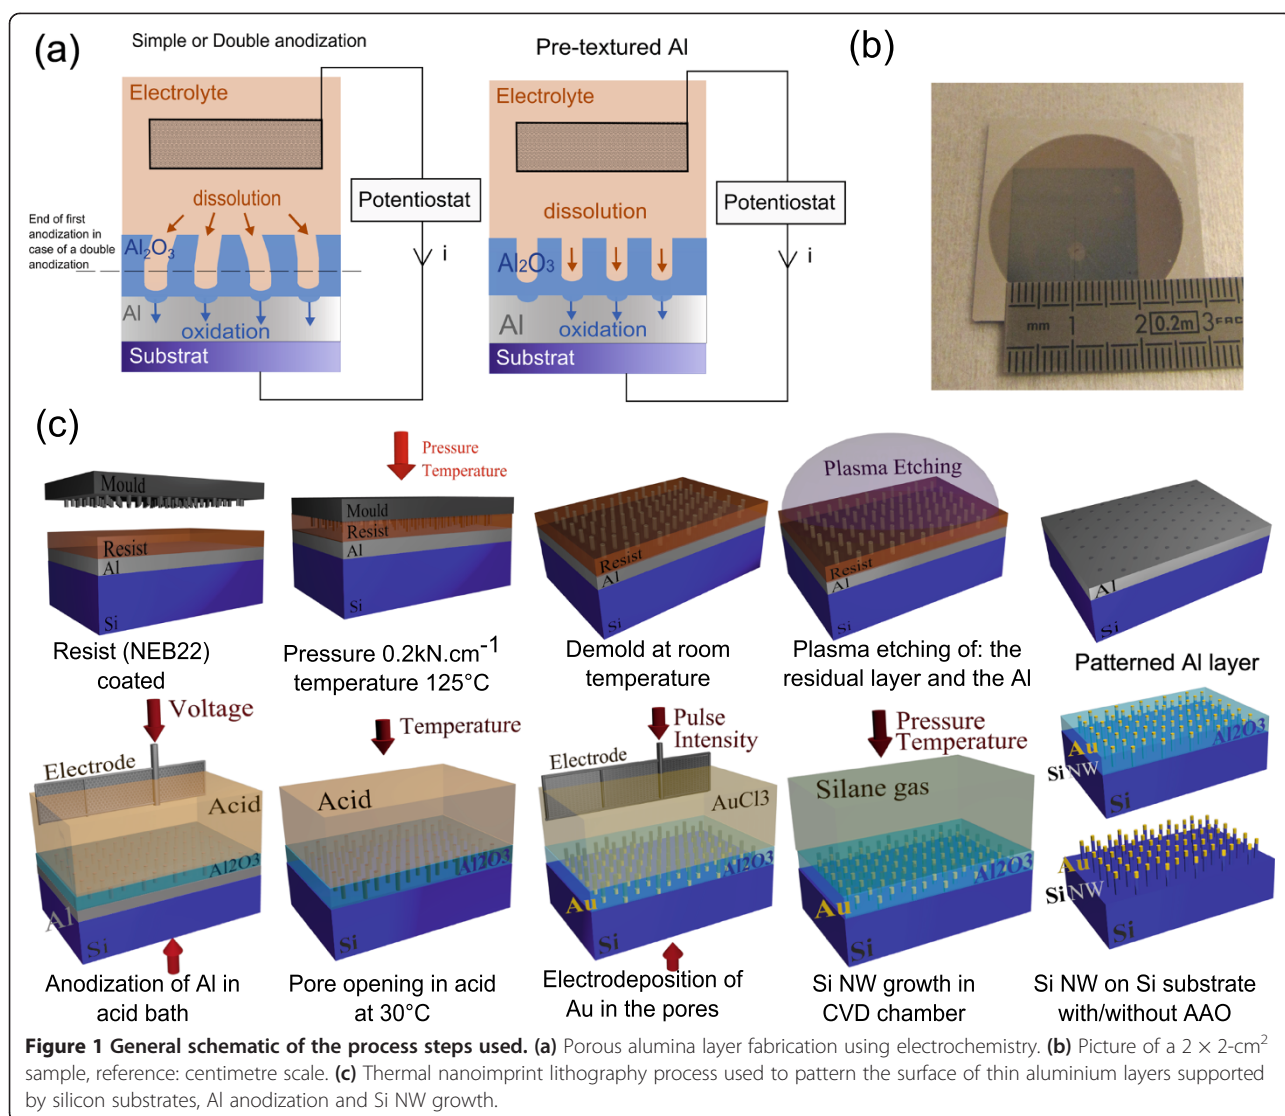 (a)
Simple or Double anodization
Electrolyte
dissolution
End of first
anodization in
case of a double
anodization
Al2O3
Al
oxidation
Substrat
Potentiostat
i
Pre-textured Al
Electrolyte
dissolution
Al2O3
Al
oxidation
Substrat
Potentiostat
i
(b)
mm 1 2 0.2m 3
(c)
Mould
Resist
Al
Si
Resist (NEB22)
coated
Pressure
Temperature
Mould
Resist
Al
Si
Pressure 0.2kN.cm-1
temperature 125°C
Resist
Al
Si
Demold at room
temperature
Plasma Etching
Resist
Al
Si
Plasma etching of: the
residual layer and the Al
Al
Si
Patterned Al layer
Voltage
Electrode
Acid
Al2O3
Al
Si
Anodization of Al in
acid bath
Temperature
Acid
Al2O3
Si
Pore opening in acid
at 30°C
Pulse
Intensity
Electrode
AuCl3
Al2O3
Au
Si
Electrodeposition of
Au in the pores
Pressure
Temperature
Silane gas
Al2O3
Au
Si
Si NW growth in
CVD chamber
Au
Al2O3
Si NW
Si
Au
Si NW
Si
Si NW on Si substrate
with/without AAO
Figure 1 General schematic of the process steps used. (a) Porous alumina layer fabrication using electrochemistry. (b) Picture of a 2 × 2-cm2
sample, reference: centimetre scale. (c) Thermal nanoimprint lithography process used to pattern the surface of thin aluminium layers supported
by silicon substrates, Al anodization and Si NW growth.